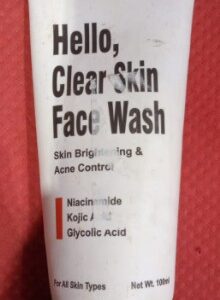 Hello,
Clear Skin
Face Wash
Skin Brightening &
Acne Control
Niacinamide
Kojic Acid
Glycolic Acid
For All Skin Types Net Wt. 100ml